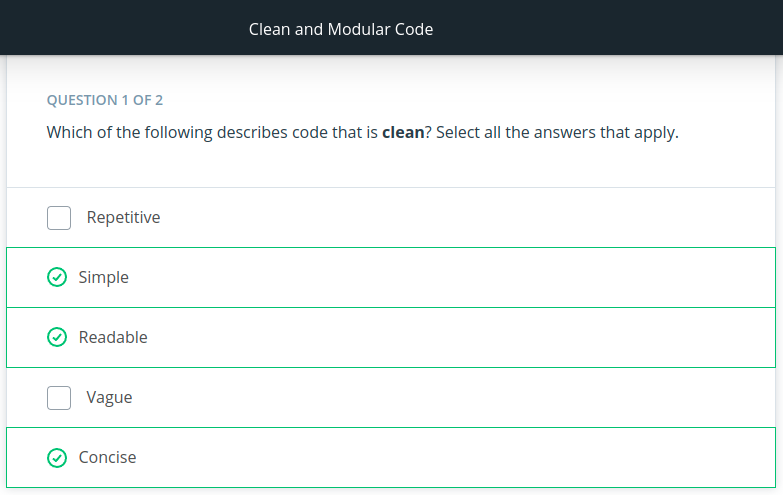 Clean and Modular Code
QUESTION 1 OF 2
Which of the following describes code that is clean? Select all the answers that apply.
Repetitive
Simple
Readable
Vague
Concise